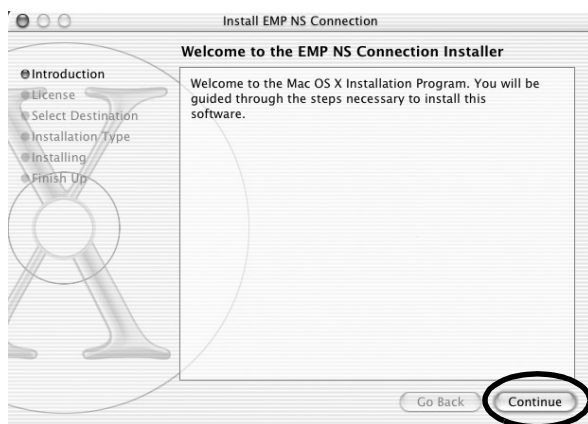 Install EMP NS Connection
Welcome to the EMP NS Connection Installer
Introduction
License
Select Destination
Installation Type
Installing
Finish Up
Welcome to the Mac OS X Installation Program. You will be
guided through the steps necessary to install this
software.
Go Back
Continue